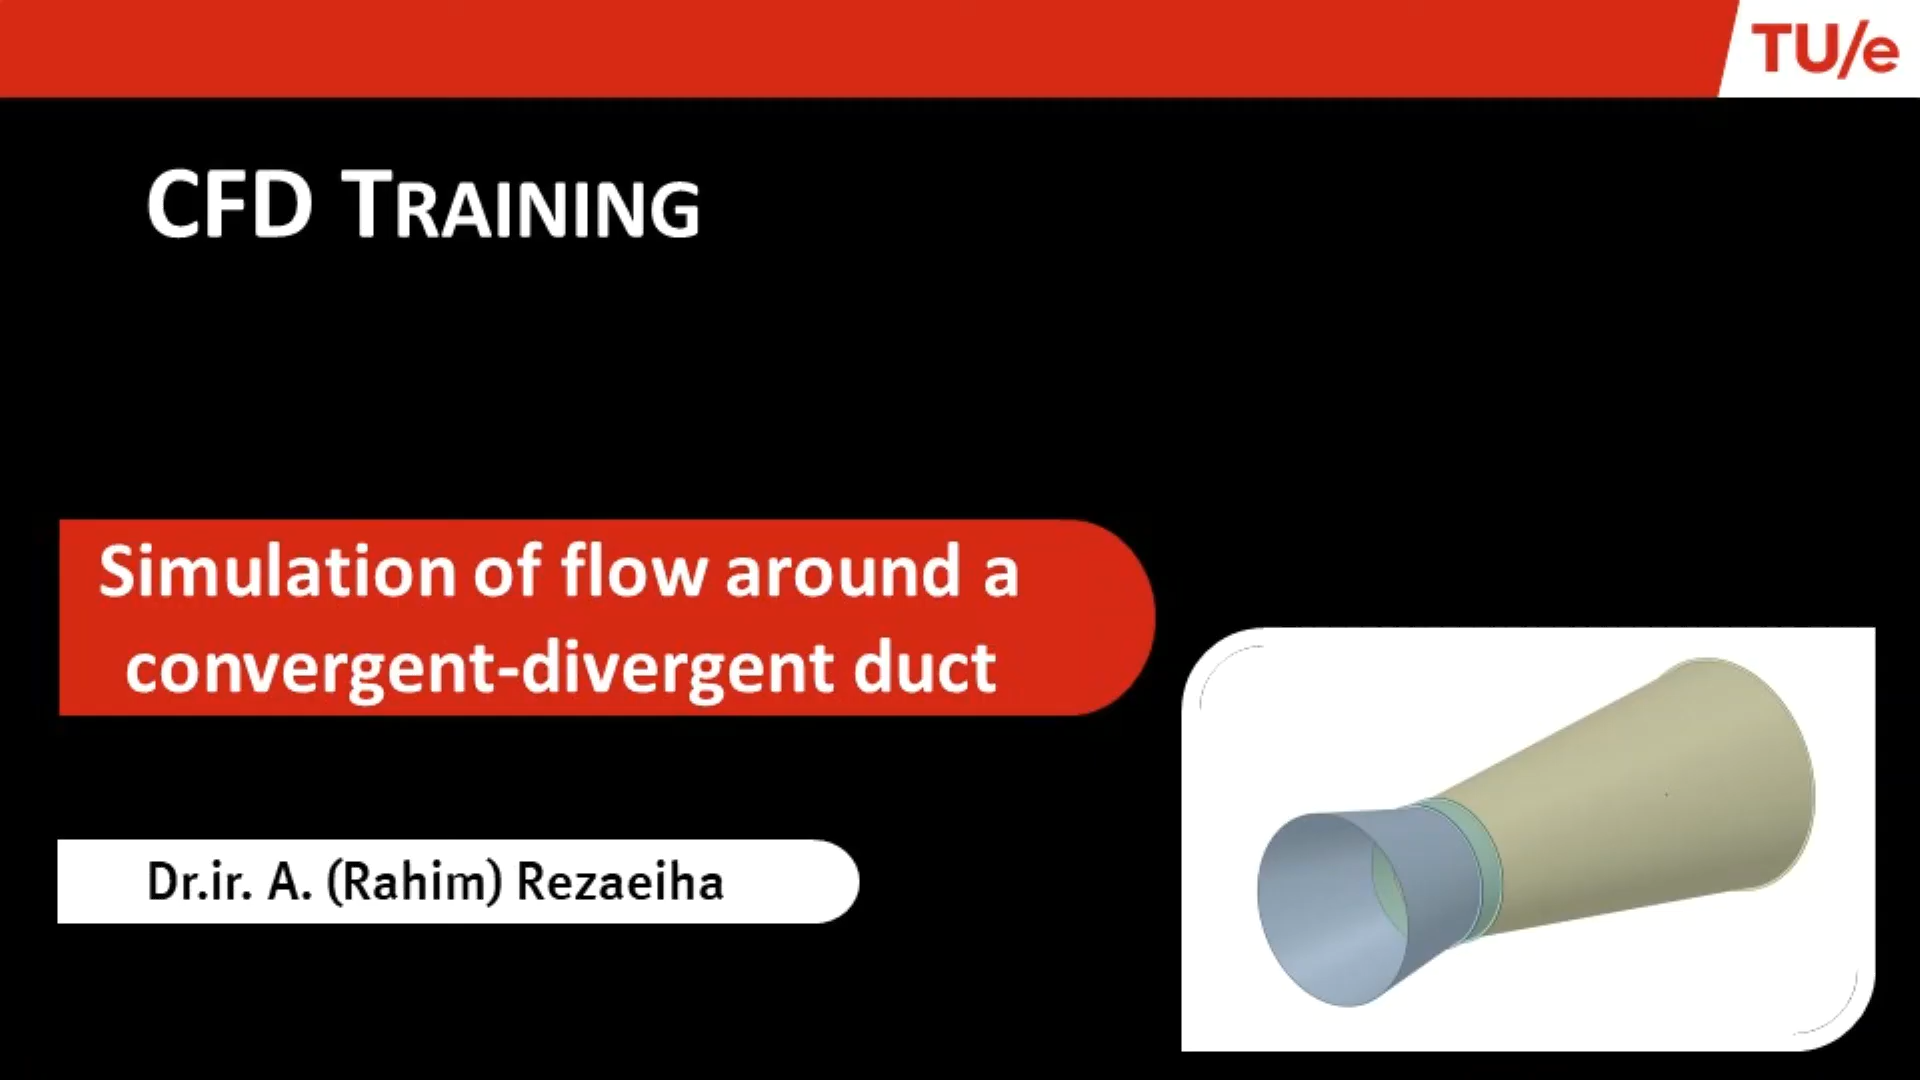 TU/e
CFD TRAINING
Simulation of flow around a
convergent-divergent duct
Dr.ir. A. (Rahim) Rezaeiha